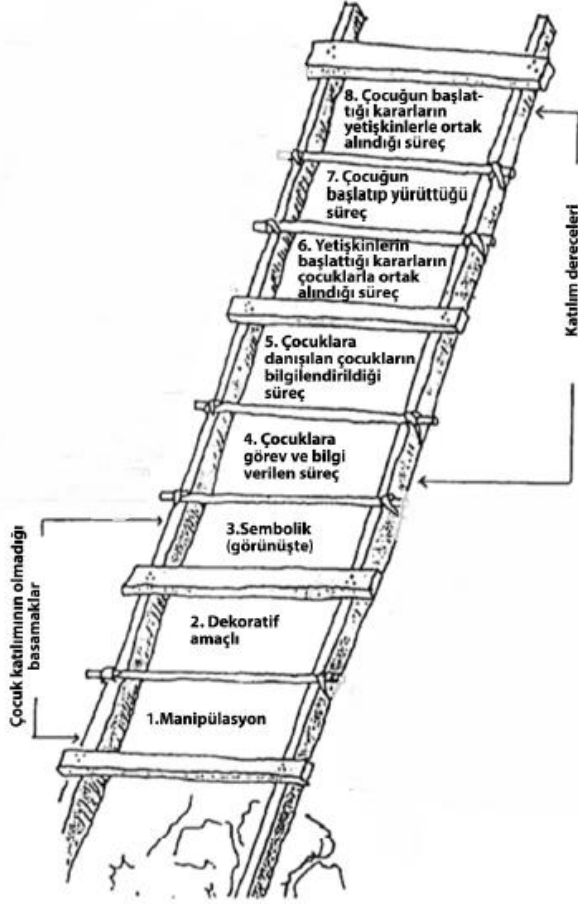 8. Çocuğun başlat-
tığı kararların
yetişkinlerle ortak
alındığı süreç
7. Çocuğun
başlatıp yürüttüğü
süreç
6. Yetişkinlerin
başlattığı kararların
çocuklarla ortak
alındığı süreç
5. Çocuklara
danışılan çocukların
bilgilendirildiği
süreç
4. Çocuklara
görev ve bilgi
verilen süreç
3.Sembolik
(görünüşte)
2. Dekoratif
amaçlı
1.Manipülasyon
Katılım dereceleri
Çocuk katılımının olmadığı
basamaklar